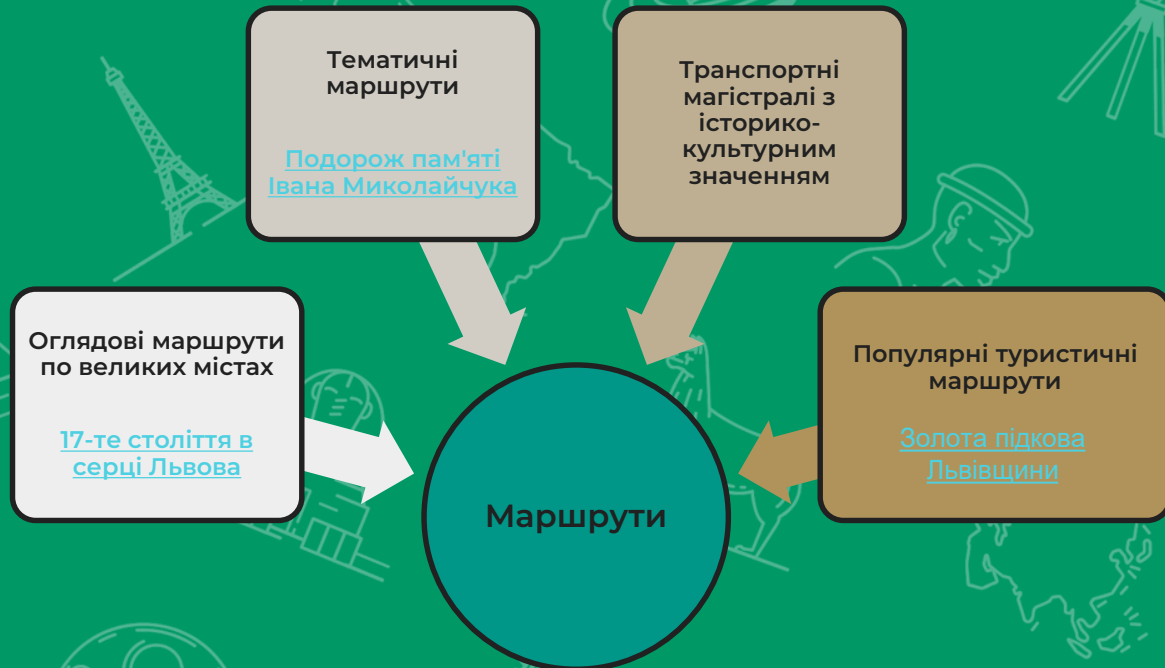 Тематичні
маршрути
Подорож пам'яті
Івана Миколайчука
Транспортні
магістралі з
історико-
культурним
значенням
Оглядові маршрути
по великих містах
17-те століття в
серці Львова
Популярні туристичні
маршрути
Золота підкова
Львівщини
Маршрути